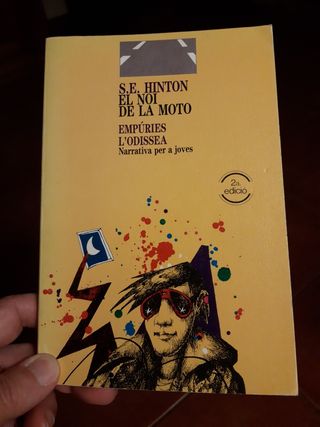 S.E. HINTON
EL NOI
DE LA MOTO
EMPÚRIES
L'ODISSEA
Narrativa per a joves
2a.
edició